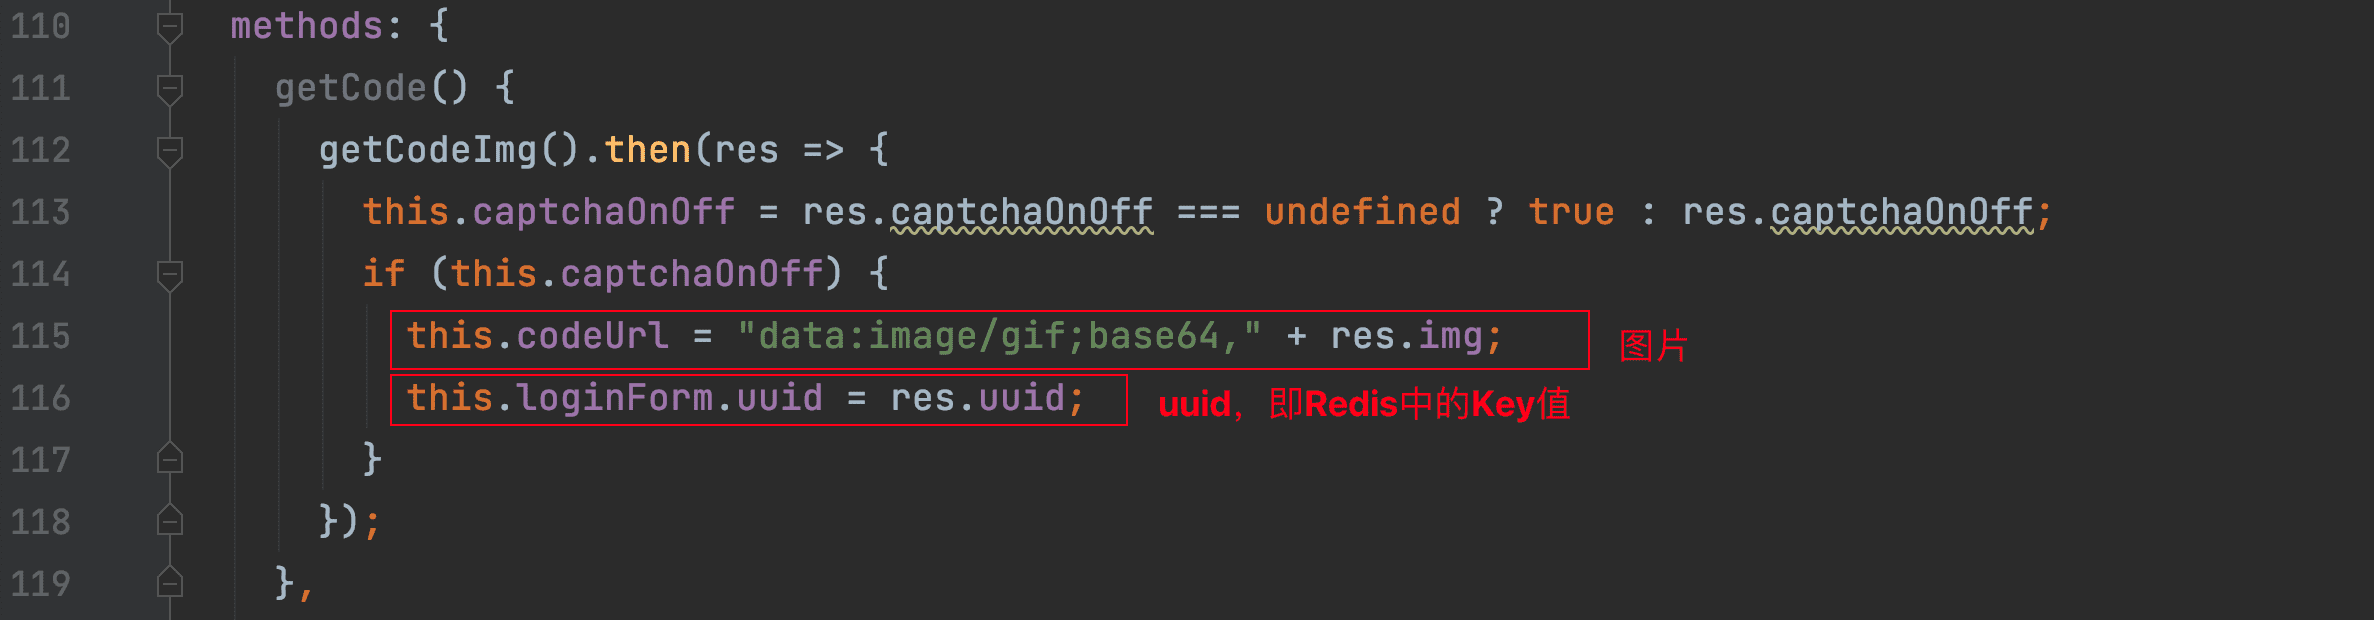 110 methods: {
111 getCode() {
112 getCodeImg().then(res => {
113 this.captchaOnOff = res.captchaOnOff === undefined ? true : res.captchaOnOff;
114 if (this.captchaOnOff) {
115 this.codeUrl = "data:image/gif;base64," + res.img; 图片
116 this.loginForm.uuid = res.uuid; uuid，即Redis中的Key值
117 }
118 });
119 },